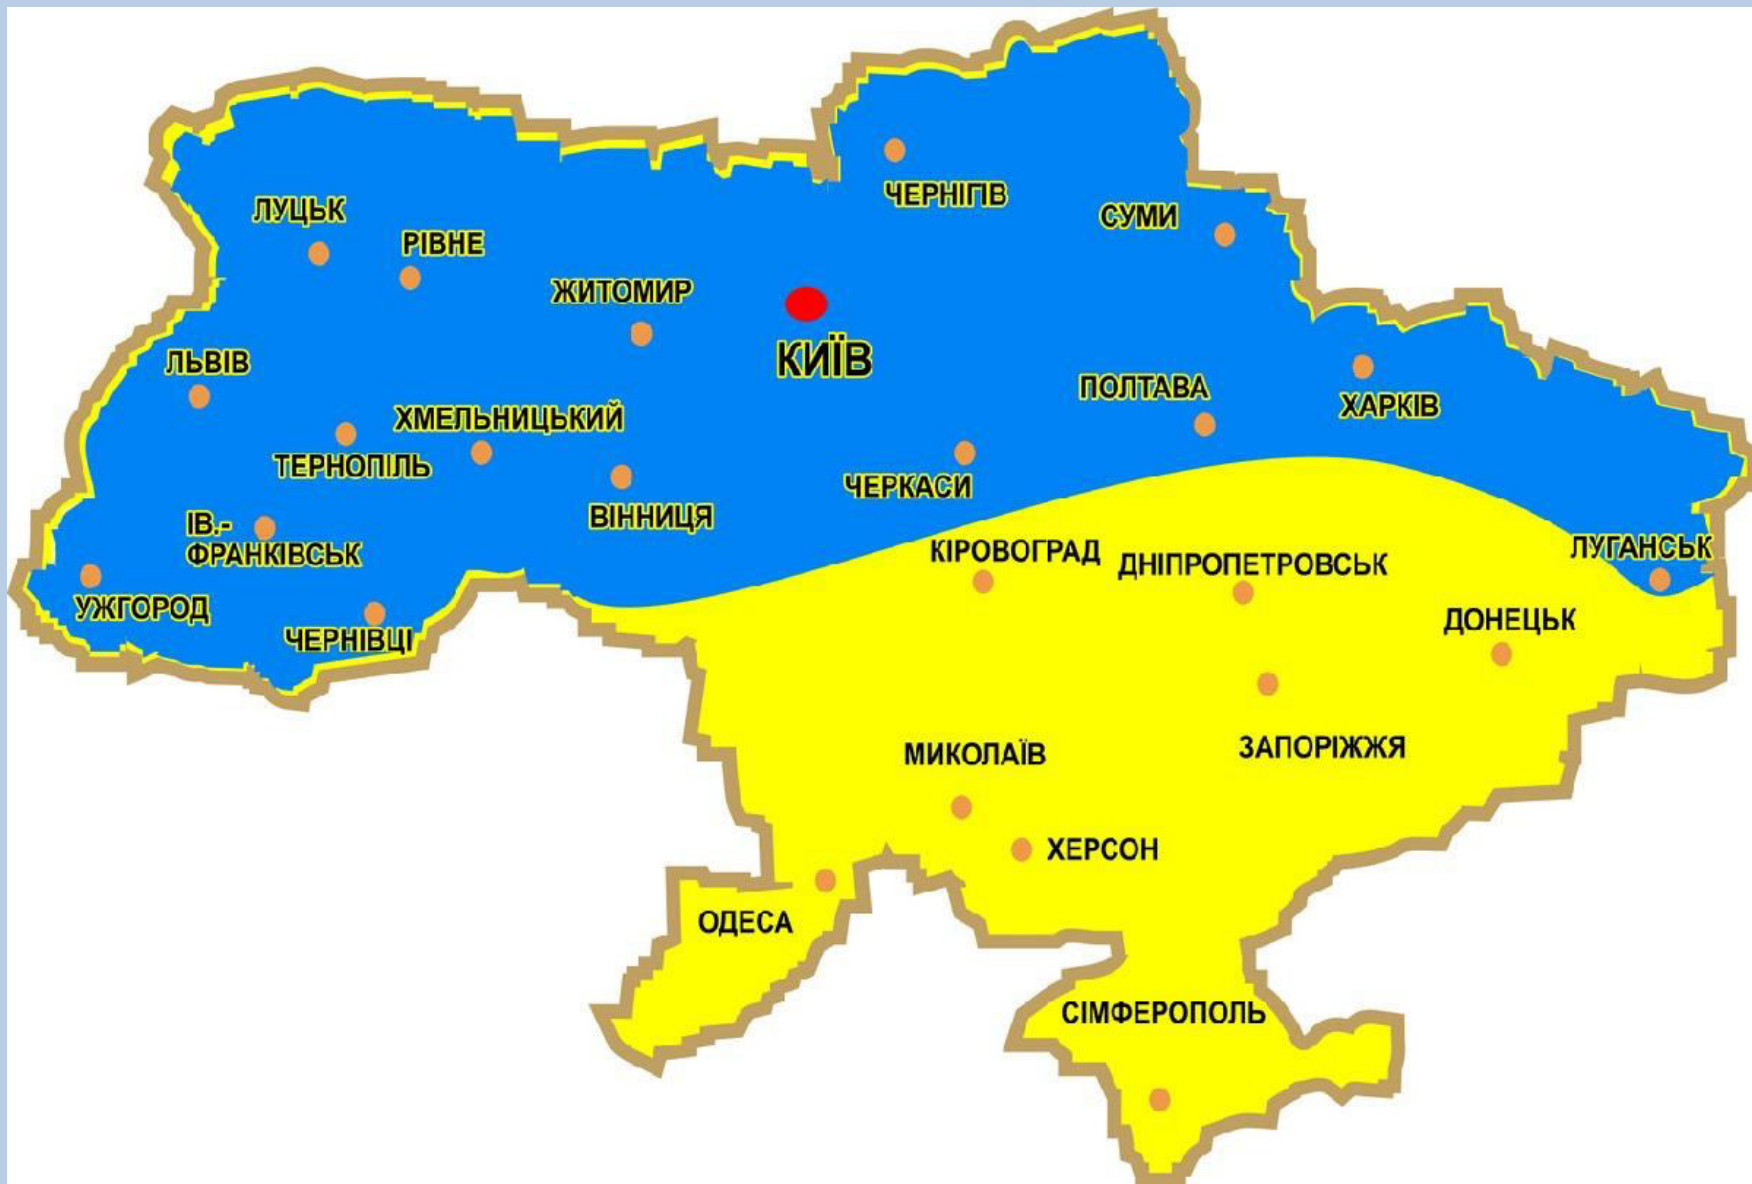 ЧЕРНІГІВ
СУМИ
ЛУЦЬК
РІВНЕ
ЖИТОМИР
КИЇВ
ЛЬВІВ
ПОЛТАВА
ХАРКІВ
ХМЕЛЬНИЦЬКИЙ
ТЕРНОПІЛЬ
ЧЕРКАСИ
ВІННИЦЯ
ІВ.-
ФРАНКІВСЬК
КІРОВОГРАД
ДНІПРОПЕТРОВСЬК
ЛУГАНСЬК
УЖГОРОД
ЧЕРНІВЦІ
ДОНЕЦЬК
МИКОЛАЇВ
ЗАПОРІЖЖЯ
ХЕРСОН
ОДЕСА
СІМФЕРОПОЛЬ